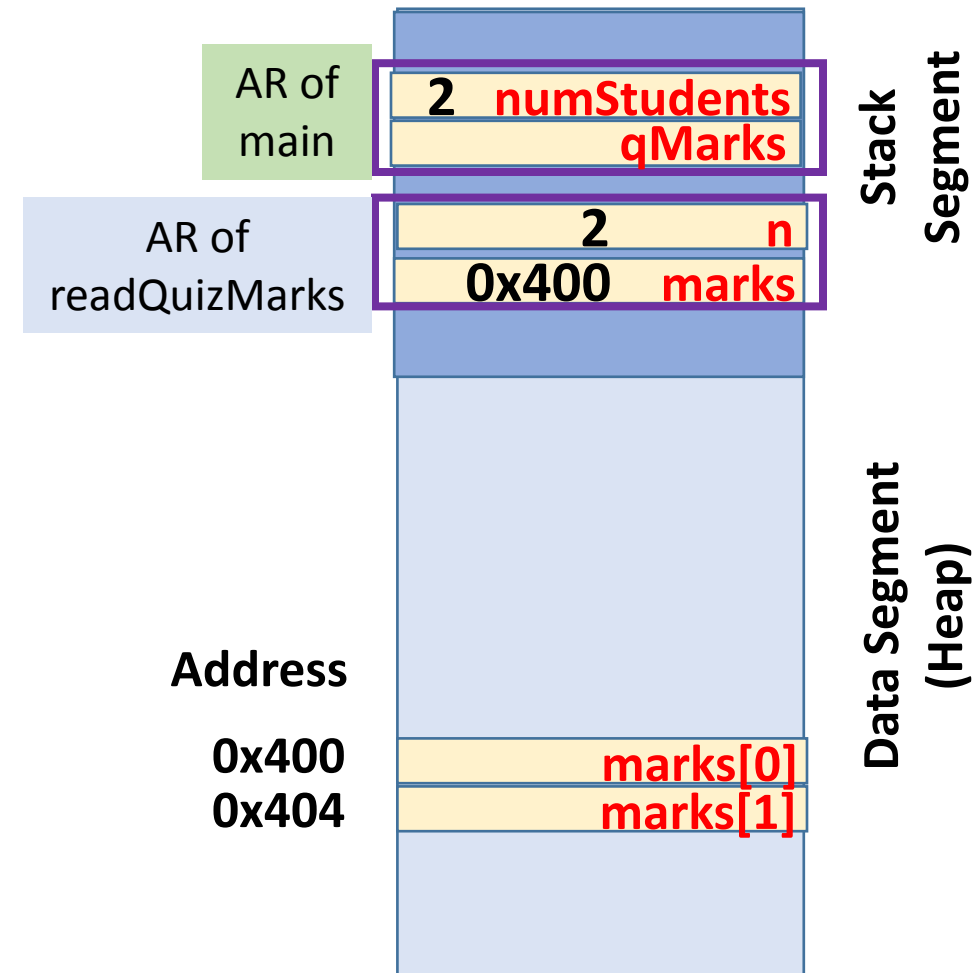 AR of
main
2 numStudents
qMarks
Stack
Segment
AR of
readQuizMarks
2 n
0x400 marks
Data Segment
(Heap)
Address
0x400 marks[0]
0x404 marks[1]